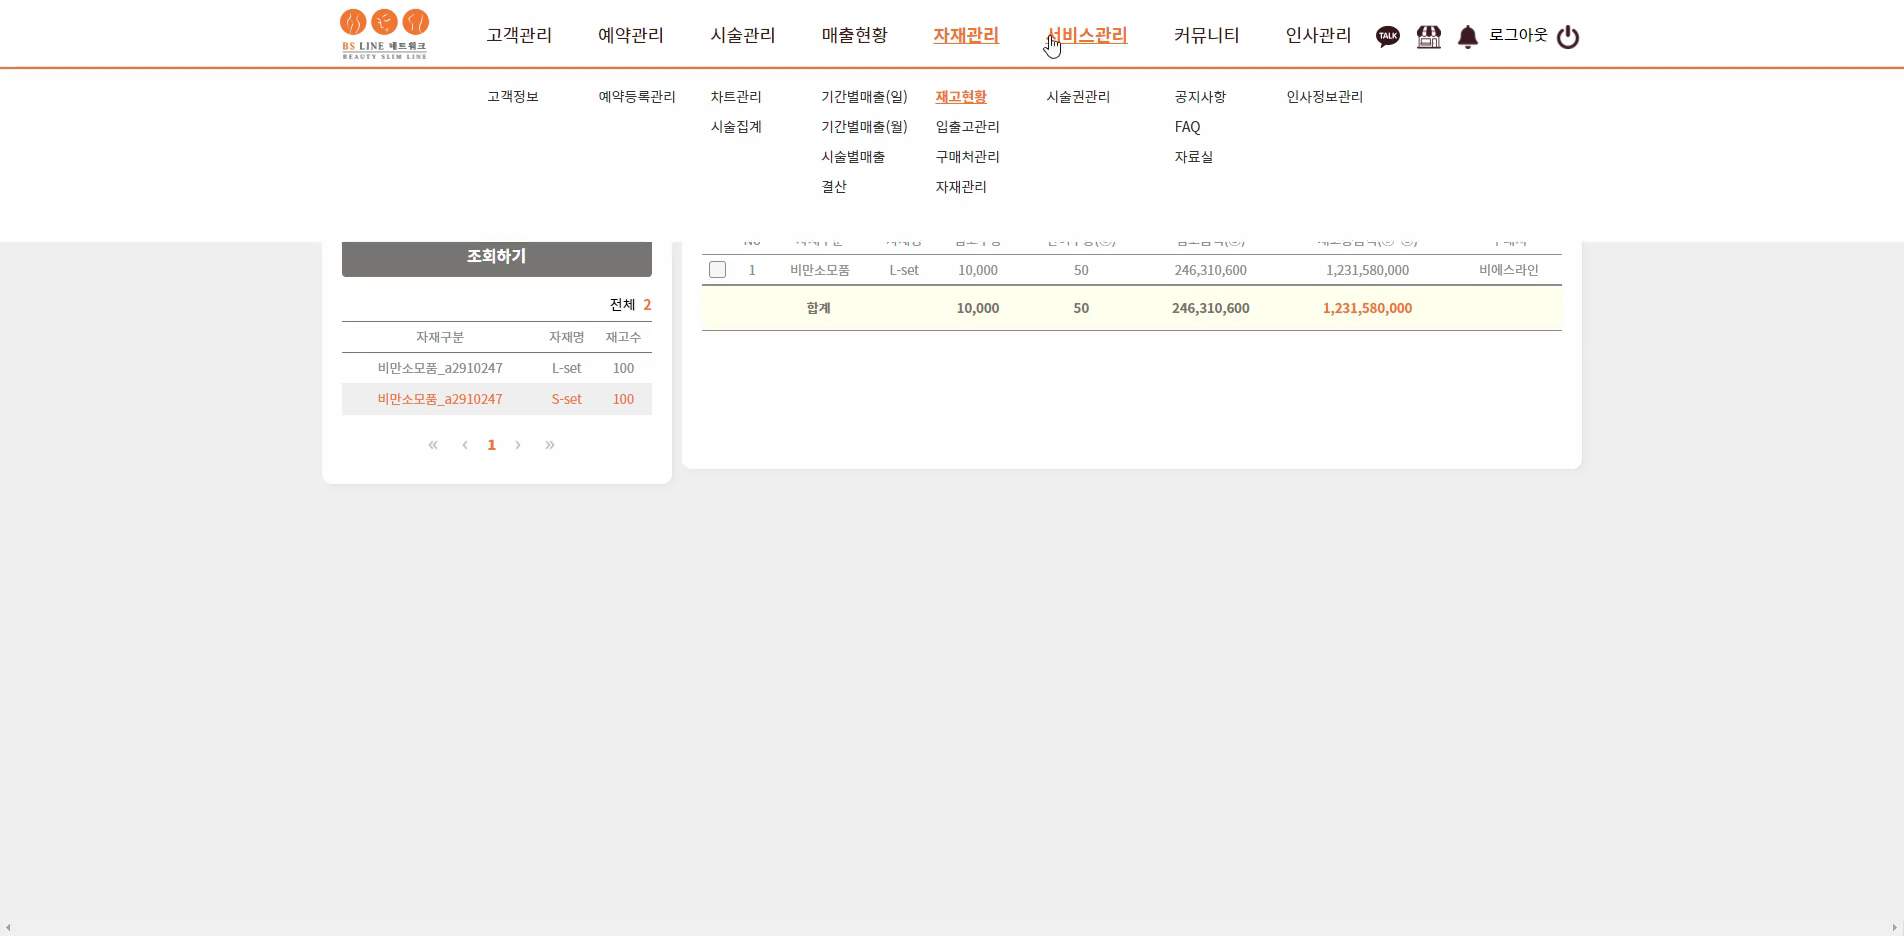 BS LINE 네트워크
BEAUTY SLIM LINE
고객관리 예약관리 시술관리 매출현황 자재관리 서비스관리 커뮤니티 인사관리 TALK 로그아웃
고객정보 예약등록관리 차트관리 기간별매출(일) 재고현황 시술권관리 공지사항 인사정보관리
시술집계 기간별매출(월) 입출고관리 FAQ
시술별매출 구매처관리 자료실
결산 자재관리
조회하기
전체 2
자재구분 자재명 재고수
비만소모품_a2910247 L-set 100
비만소모품_a2910247 S-set 100
« ‹ 1 › »
1 비만소모품 L-set 10,000 50 246,310,600 1,231,580,000 비에스라인
합계 10,000 50 246,310,600 1,231,580,000